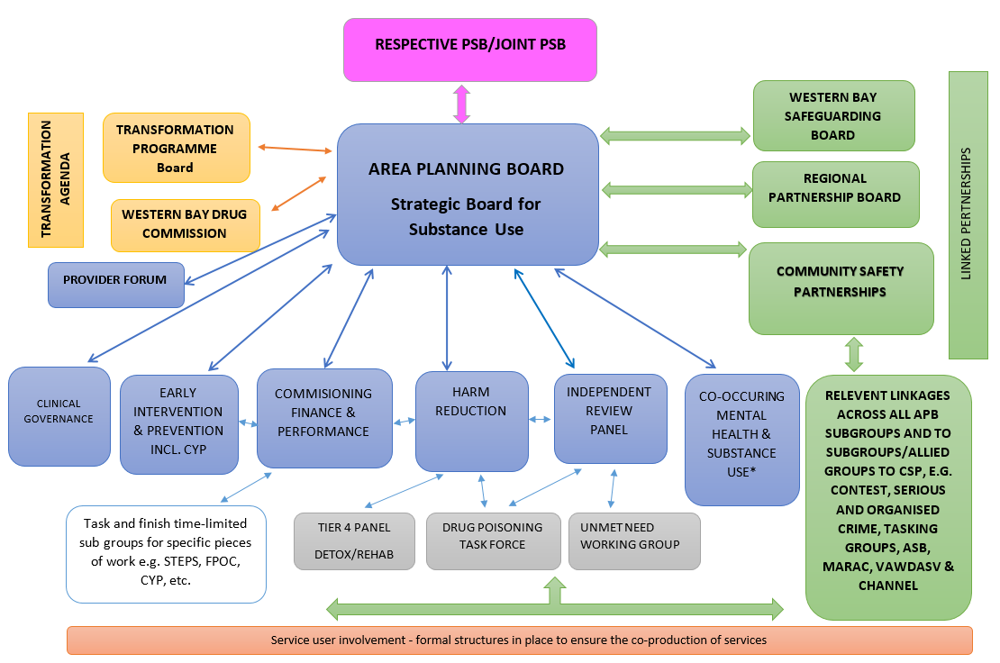 RESPECTIVE PSB/JOINT PSB
TRANSFORMATION
AGENDA
TRANSFORMATION
PROGRAMME
Board
WESTERN BAY DRUG
COMMISSION
PROVIDER FORUM
AREA PLANNING BOARD
Strategic Board for
Substance Use
WESTERN BAY
SAFEGUARDING
BOARD
REGIONAL
PARTNERSHIP BOARD
COMMUNITY SAFETY
PARTNERSHIPS
LINKED PERTNERSHIPS
CLINICAL
GOVERNANCE
EARLY
INTERVENTION
& PREVENTION
INCL. CYP
COMMISIONING
FINANCE &
PERFORMANCE
HARM
REDUCTION
INDEPENDENT
REVIEW
PANEL
CO-OCCURING
MENTAL
HEALTH &
SUBSTANCE
USE*
RELEVENT LINKAGES
ACROSS ALL APB
SUBGROUPS AND TO
SUBGROUPS/ALLIED
GROUPS TO CSP, E.G.
CONTEST, SERIOUS
AND ORGANISED
CRIME, TASKING
GROUPS, ASB,
MARAC, VAWDASV &
CHANNEL
Task and finish time-limited
sub groups for specific pieces
of work e.g. STEPS, FPOC,
CYP, etc.
TIER 4 PANEL
DETOX/REHAB
DRUG POISONING
TASK FORCE
UNMET NEED
WORKING GROUP
Service user involvement - formal structures in place to ensure the co-production of services